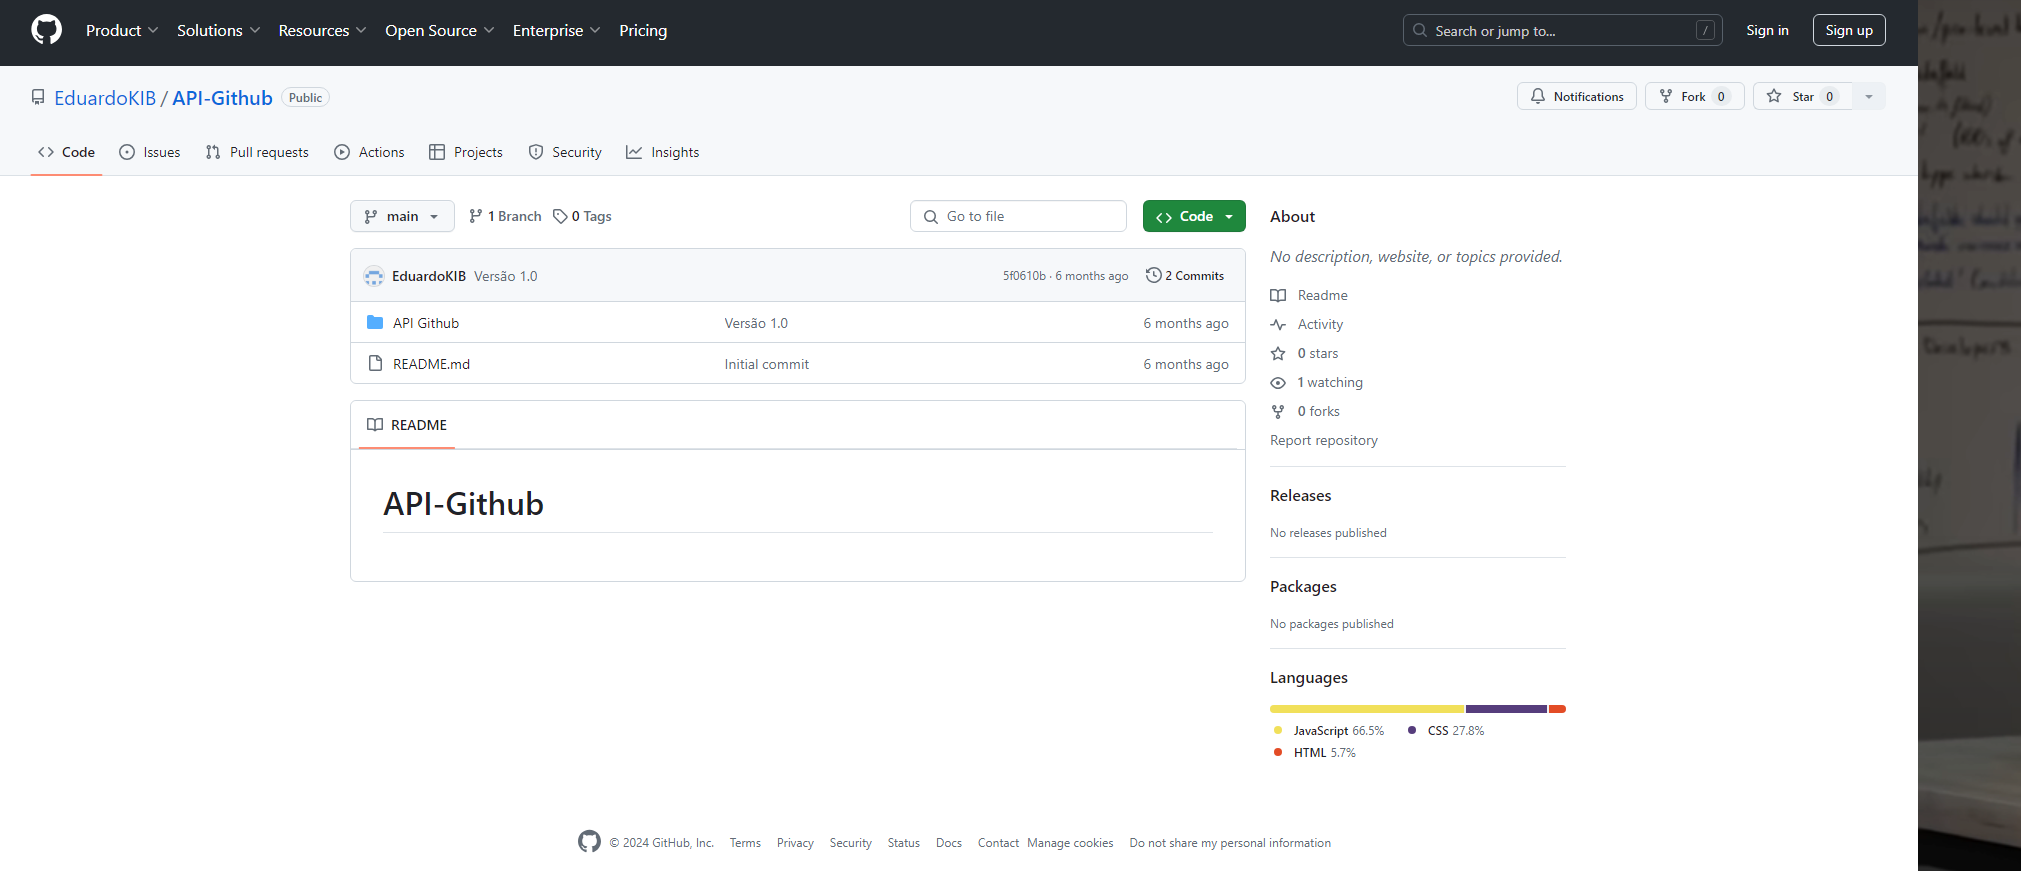 Product Solutions Resources Open Source Enterprise Pricing Search or jump to... / Sign in Sign up
EduardoKIB / API-Github Public Notifications Fork 0 Star 0
Code Issues Pull requests Actions Projects Security Insights
main 1 Branch 0 Tags Go to file Code
EduardoKIB Versão 1.0 5f0610b · 6 months ago 2 Commits
API Github Versão 1.0 6 months ago
README.md Initial commit 6 months ago
README
API-Github
About
No description, website, or topics provided.
Readme
Activity
0 stars
1 watching
0 forks
Report repository
Releases
No releases published
Packages
No packages published
Languages
JavaScript 66.5% CSS 27.8%
HTML 5.7%
© 2024 GitHub, Inc. Terms Privacy Security Status Docs Contact Manage cookies Do not share my personal information